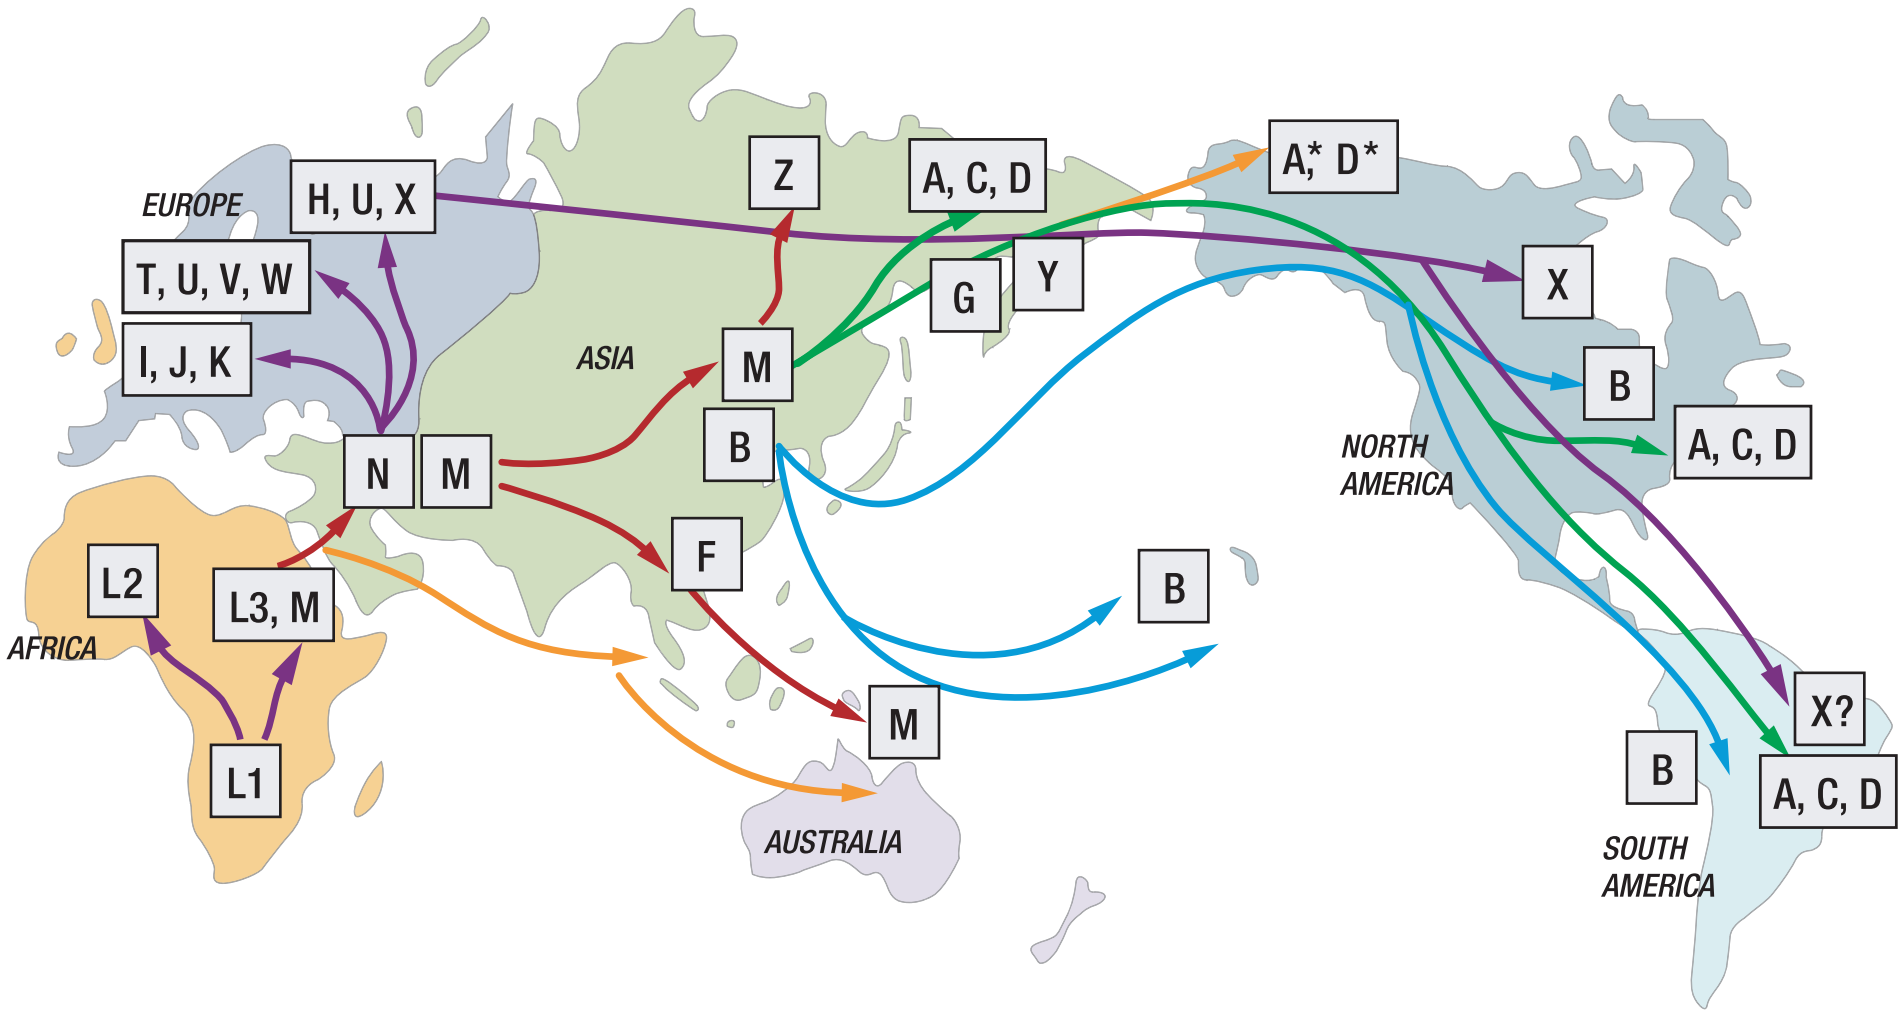 Z
A, C, D
A,* D*
H, U, X
EUROPE
T, U, V, W
G
Y
X
I, J, K
ASIA
M
B
B
A, C, D
NORTH
AMERICA
N
M
F
L2
L3, M
B
AFRICA
M
X?
L1
B
A, C, D
AUSTRALIA
SOUTH
AMERICA